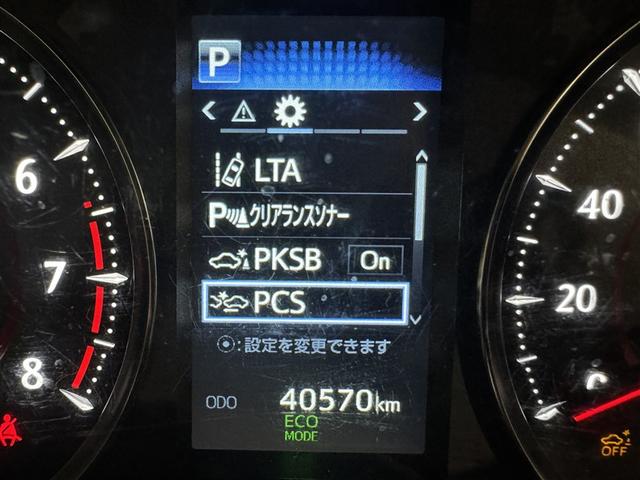 P
LTA
P クリアランスソナー
PKSB On
PCS
:設定を変更できます
ODO 40570km
ECO
MODE
6
7
8
40
20
OFF